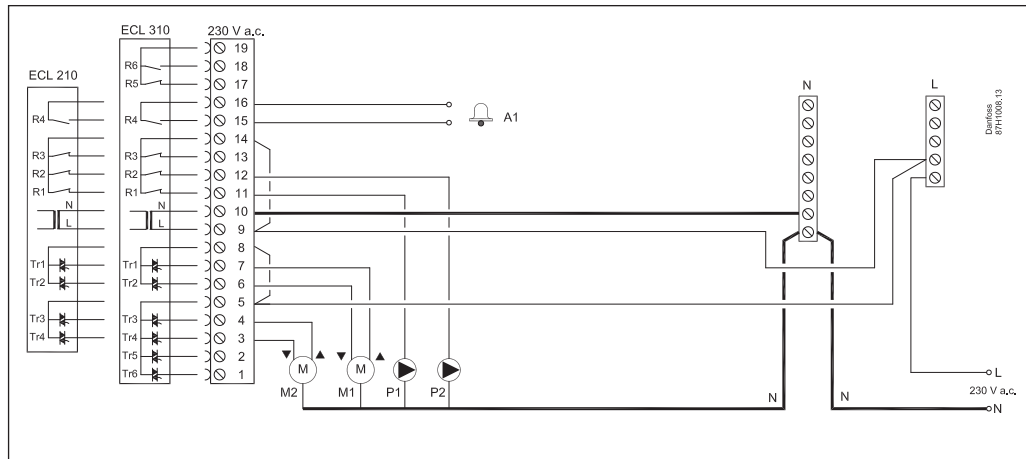 ECL 310
230 V a.c.
ECL 210
19
R6 18
R5 17
R4 R4 16
15
A1
14
R3 R3 13
R2 R2 12
R1 R1 11
N N 10
L L 9
8
Tr1 Tr1 7
Tr2 Tr2 6
5
Tr3 Tr3 4
Tr4 Tr4 3
Tr5 2
Tr6 1
M M
M2 M1 P1 P2
N
L
Danfoss
87H1008.13
L
230 V a.c.
N N N